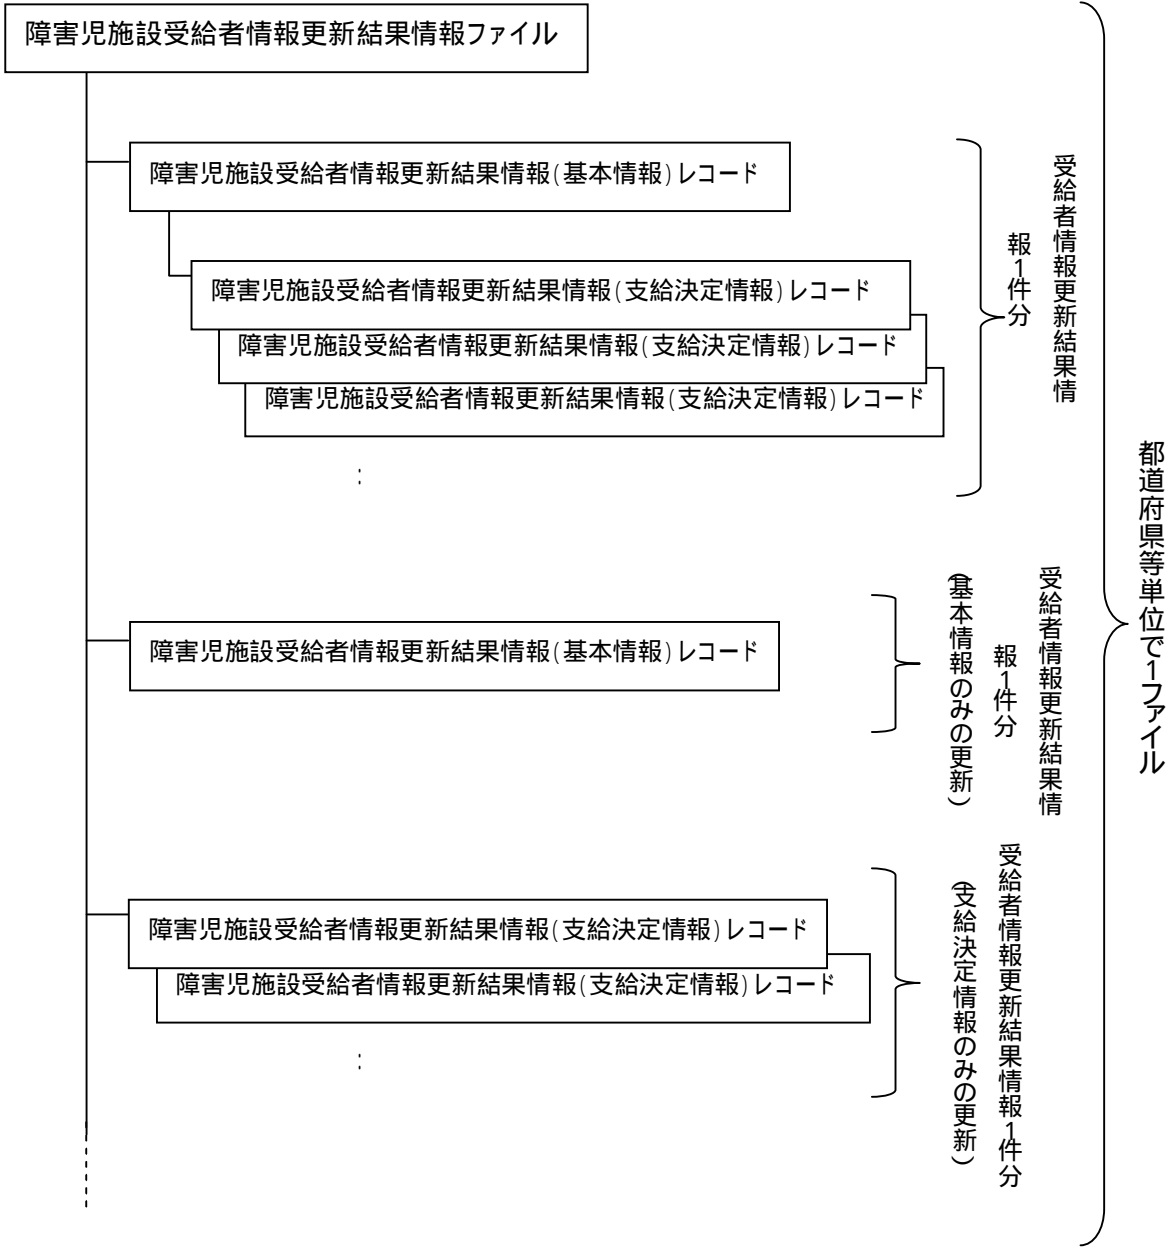 障害児施設受給者情報更新結果情報ファイル
障害児施設受給者情報更新結果情報(基本情報)レコード
障害児施設受給者情報更新結果情報(支給決定情報)レコード
障害児施設受給者情報更新結果情報(支給決定情報)レコード
障害児施設受給者情報更新結果情報(支給決定情報)レコード
受給者情報更新結果情
報1件分
障害児施設受給者情報更新結果情報(基本情報)レコード
受給者情報更新結果情
報1件分
(基本情報のみの更新)
障害児施設受給者情報更新結果情報(支給決定情報)レコード
障害児施設受給者情報更新結果情報(支給決定情報)レコード
受給者情報更新結果情報1件分
(支給決定情報のみの更新)
都道府県等単位で1ファイル